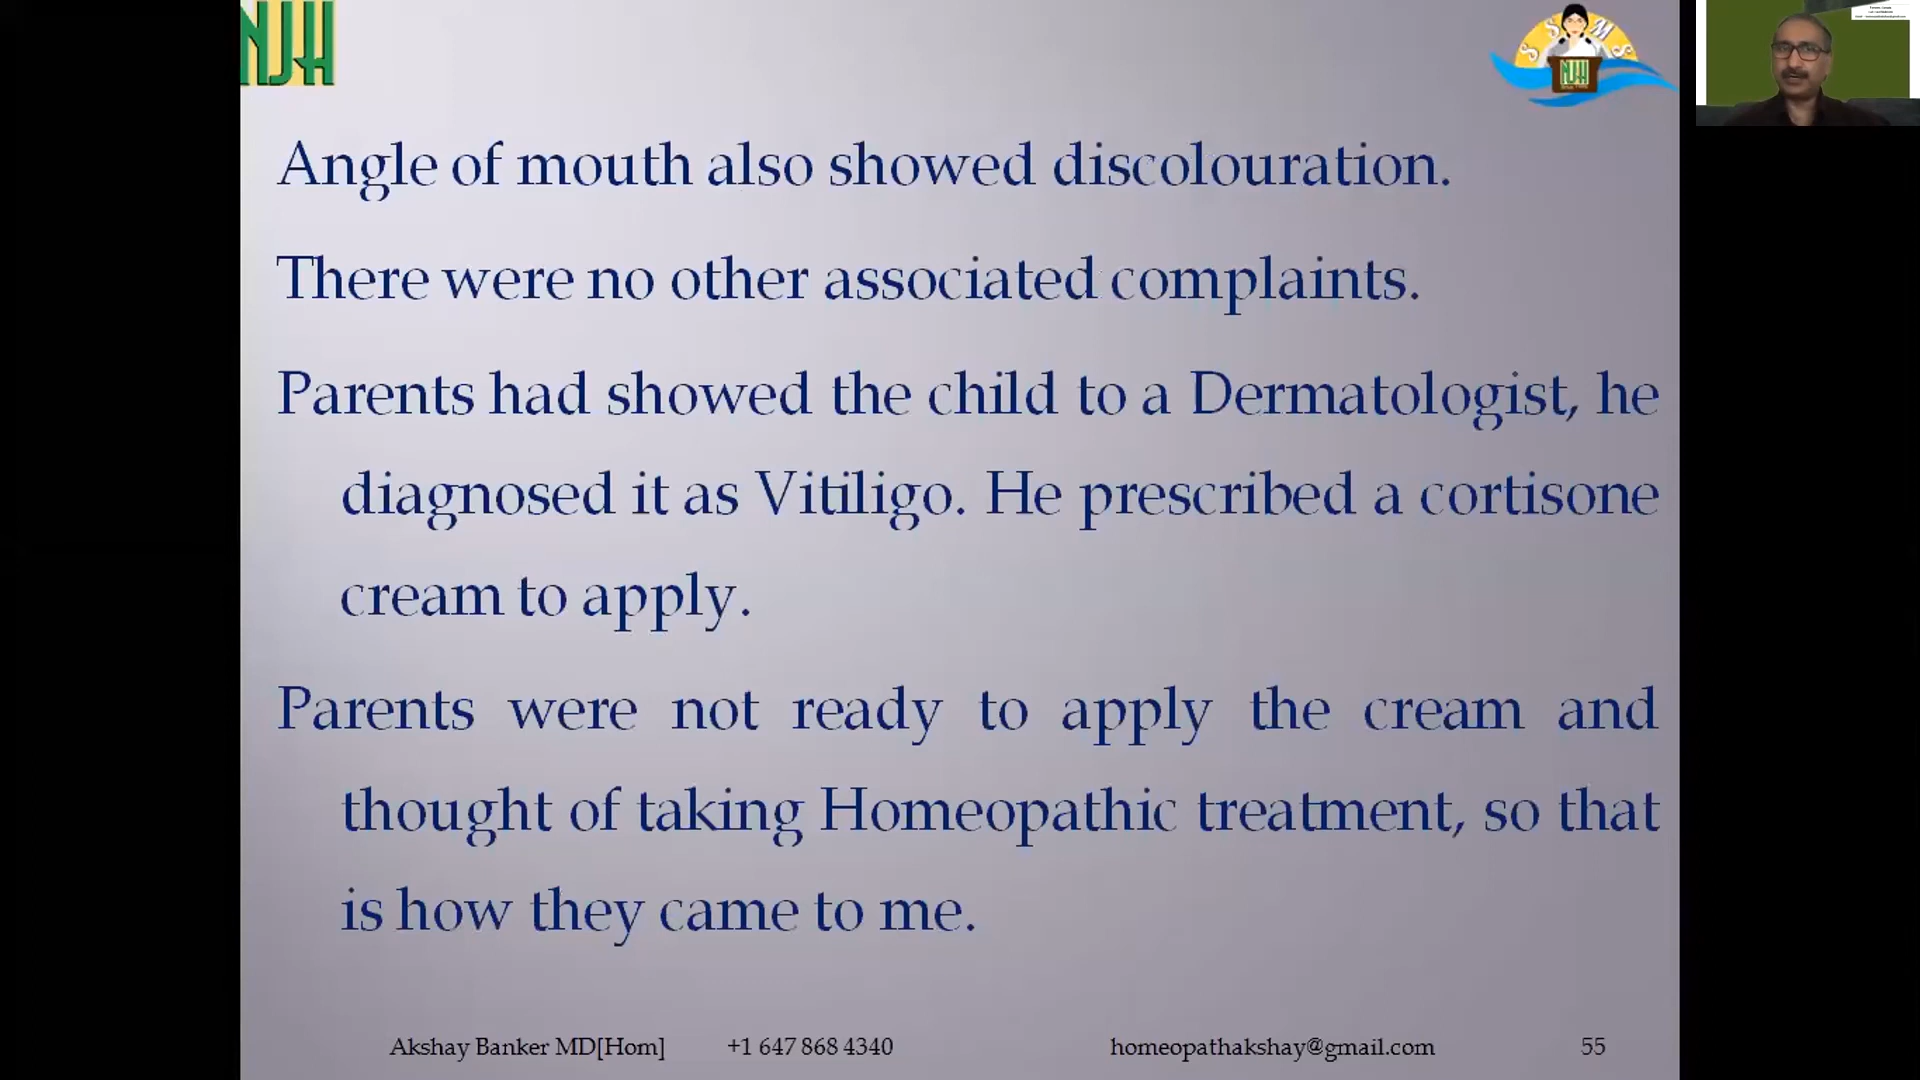 NJH
S S M S
NJH
Angle of mouth also showed discolouration.
There were no other associated complaints.
Parents had showed the child to a Dermatologist, he
diagnosed it as Vitiligo. He prescribed a cortisone
cream to apply.
Parents were not ready to apply the cream and
thought of taking Homeopathic treatment, so that
is how they came to me.
Akshay Banker MD[Hom] +1 647 868 4340 homeopathakshay@gmail.com 55